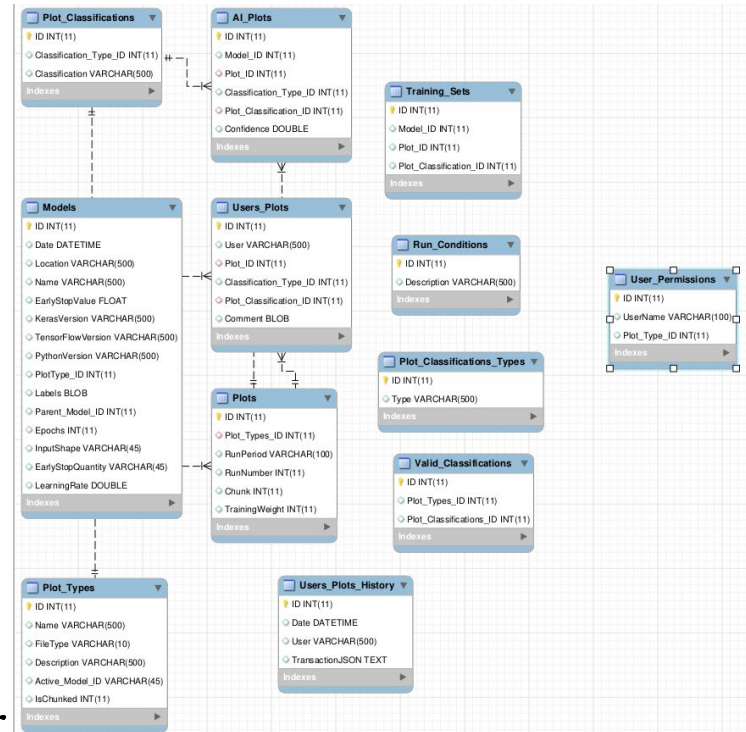 Plot_Classifications
ID INT(11)
Classification_Type_ID INT(11)
Classification VARCHAR(500)
Indexes
AI_Plots
ID INT(11)
Model_ID INT(11)
Plot_ID INT(11)
Classification_Type_ID INT(11)
Plot_Classification_ID INT(11)
Confidence DOUBLE
Indexes
Training_Sets
ID INT(11)
Model_ID INT(11)
Plot_ID INT(11)
Plot_Classification_ID INT(11)
Indexes
Models
ID INT(11)
Date DATETIME
Location VARCHAR(500)
Name VARCHAR(500)
EarlyStopValue FLOAT
KerasVersion VARCHAR(500)
TensorFlowVersion VARCHAR(500)
PythonVersion VARCHAR(500)
PlotType_ID INT(11)
Labels BLOB
Parent_Model_ID INT(11)
Epochs INT(11)
InputShape VARCHAR(45)
EarlyStopQuantity VARCHAR(45)
LearningRate DOUBLE
Indexes
Users_Plots
ID INT(11)
User VARCHAR(500)
Plot_ID INT(11)
Classification_Type_ID INT(11)
Plot_Classification_ID INT(11)
Comment BLOB
Indexes
Run_Conditions
ID INT(11)
Description VARCHAR(500)
Indexes
User_Permissions
ID INT(11)
UserName VARCHAR(100)
Plot_Type_ID INT(11)
Indexes
Plot_Classifications_Types
ID INT(11)
Type VARCHAR(500)
Indexes
Plots
ID INT(11)
Plot_Types_ID INT(11)
RunPeriod VARCHAR(100)
RunNumber INT(11)
Chunk INT(11)
TrainingWeight INT(11)
Indexes
Valid_Classifications
ID INT(11)
Plot_Types_ID INT(11)
Plot_Classifications_ID INT(11)
Indexes
Plot_Types
ID INT(11)
Name VARCHAR(500)
FileType VARCHAR(10)
Description VARCHAR(500)
Active_Model_ID VARCHAR(45)
IsChunked INT(11)
Indexes
Users_Plots_History
ID INT(11)
Date DATETIME
User VARCHAR(500)
TransactionJSON TEXT
Indexes